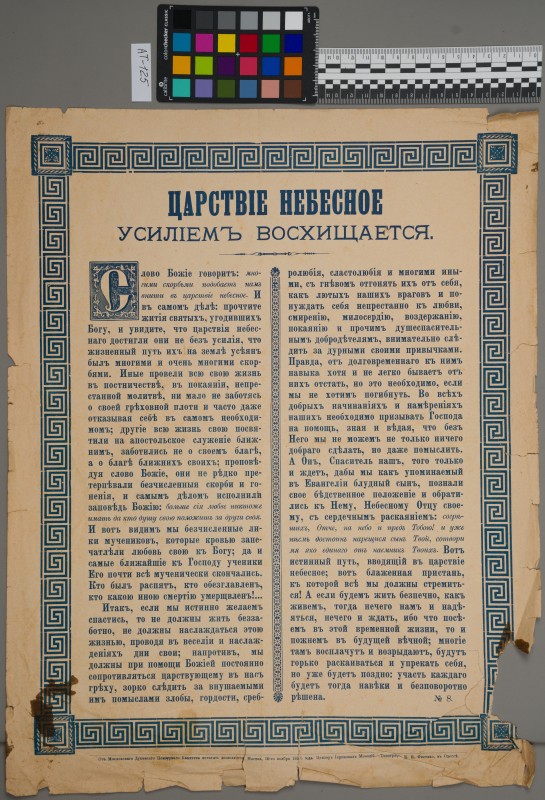 AT-125
colorchecker CLASSIC
calibrite
ЦАРСТВІЕ НЕБЕСНОЕ
УСИЛІЕМЪ ВОСХИЩАЕТСЯ.
Слово Божіе говоритъ: мно-
гими скорбьми подобаетъ намъ
внити въ царствіе небесное. И
въ самомъ дѣлѣ: прочтите
житія святыхъ, угодившихъ
Богу, и увидите, что царствія небес-
наго достигли они не безъ усилія, что
жизненный путь ихъ на землѣ усѣянъ
былъ многими и очень многими скор-
бями. Иные провели всю свою жизнь
въ постничествѣ, въ покаяніи, непре-
станной молитвѣ, ни мало не заботясь
о своей грѣховной плоти и часто даже
отказывая себѣ въ самомъ необходи-
момъ; другіе всю жизнь свою посвя-
тили на апостольское служеніе ближ-
нимъ, заботились не о своемъ благѣ,
а о благѣ ближнихъ своихъ; проповѣ-
дуя слово Божіе, они не рѣдко пре-
терпѣвали безчисленныя скорби и го-
ненія, и самымъ дѣломъ исполнили
заповѣдь Божію: больши сія любве никтоже
имать да кто душу свою положитъ за други своя.
И вотъ видимъ мы безчисленные ли-
ки мучениковъ, которые кровью запе-
чатлѣли любовь свою къ Богу; да и
самые ближайшіе къ Господу ученики
Его почти всѣ мученически скончались.
Кто былъ распятъ, кто обезглавленъ,
кто какою иною смертію умерщвленъ!...
Итакъ, если мы истинно желаемъ
спастись, то не должны жить безза-
ботно, не должны наслаждаться этою
жизнью, проводя въ веселіи и наслаж-
деніяхъ дни свои; напротивъ, мы
должны при помощи Божіей постоянно
сопротивляться царствующему въ насъ
грѣху, зорко слѣдить за внушаемыми
имъ помыслами злобы, гордости, среб-
ролюбія, сластолюбія и многими ины-
ми, съ гнѣвомъ отгонять ихъ отъ себя,
какъ лютыхъ нашихъ враговъ и по-
нуждать себя непрестанно къ любви,
смиренію, милосердію, воздержанію,
покаянію и прочимъ душеспаситель-
нымъ добродѣтелямъ, внимательно слѣ-
дить за дурными своими привычками.
Правда, отъ долговременнаго къ нимъ
навыка хотя и не легко бываетъ отъ
нихъ отстать, но это необходимо, если
мы не хотимъ погибнуть. Во всѣхъ
добрыхъ начинаніяхъ и намѣреніяхъ
нашихъ необходимо призывать Господа
на помощь, зная и вѣдая, что безъ
Него мы не можемъ не только ничего
добраго сдѣлать, но даже помыслить.
А Онъ, Спаситель нашъ, того только
и ждетъ, дабы мы какъ упоминаемый
въ Евангеліи блудный сынъ, познали
свое бѣдственное положеніе и обрати-
лись къ Нему, Небесному Отцу свое-
му, съ сердечнымъ раскаяніемъ: согрѣ-
шихъ, Отче, на небо и предъ Тобою! и уже
нѣсмь достоинъ нарещися сынъ Твой, сотвори
мя яко единаго отъ наемникъ Твоихъ. Вотъ
истинный путь, вводящій въ царствіе
небесное; вотъ блаженная пристань,
къ которой всѣ мы должны стремить-
ся! А если будемъ жить безпечно, какъ
живемъ, тогда нечего намъ и надѣ-
яться, нечего и ждать, ибо что посѣ-
емъ въ этой временной жизни, то и
пожнемъ въ будущей вѣчной; многіе
тамъ восплачутъ и возрыдаютъ, будутъ
горько раскаиваться и упрекать себя,
но уже будетъ поздно: участь каждаго
будетъ тогда навѣки и безповоротно
рѣшена.
№ 8.